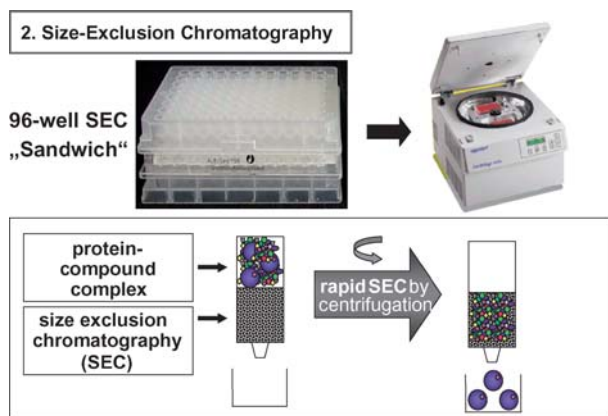 2. Size-Exclusion Chromatography
96-well SEC
„Sandwich“
protein-
compound
complex
size exclusion
chromatography
(SEC)
rapid SEC by
centrifugation